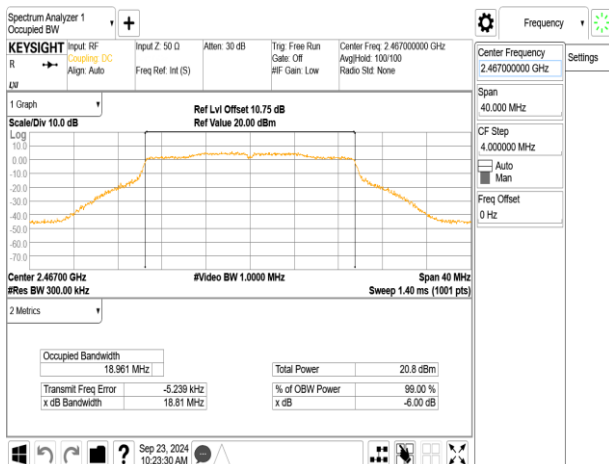 Spectrum Analyzer 1
Occupied BW
Frequency
KEYSIGHT
R
LXI
Input: RF
Coupling: DC
Align: Auto
Input Z: 50 Ω
Freq Ref: Int (S)
Atten: 30 dB
Trig: Free Run
Gate: Off
#IF Gain: Low
Center Freq: 2.467000000 GHz
Avg|Hold: 100/100
Radio Std: None
Center Frequency
2.467000000 GHz
Settings
Span
40.000 MHz
CF Step
4.000000 MHz
Auto
Man
Freq Offset
0 Hz
1 Graph
Scale/Div 10.0 dB
Ref Lvl Offset 10.75 dB
Ref Value 20.00 dBm
Log
10.0
0.00
-10.0
-20.0
-30.0
-40.0
-50.0
-60.0
-70.0
Center 2.46700 GHz
#Res BW 300.00 kHz
#Video BW 1.0000 MHz
Span 40 MHz
Sweep 1.40 ms (1001 pts)
2 Metrics
Occupied Bandwidth
18.961 MHz
Total Power 20.8 dBm
Transmit Freq Error -5.239 kHz
% of OBW Power 99.00 %
x dB Bandwidth 18.81 MHz
x dB -6.00 dB
?
Sep 23, 2024
10:23:30 AM